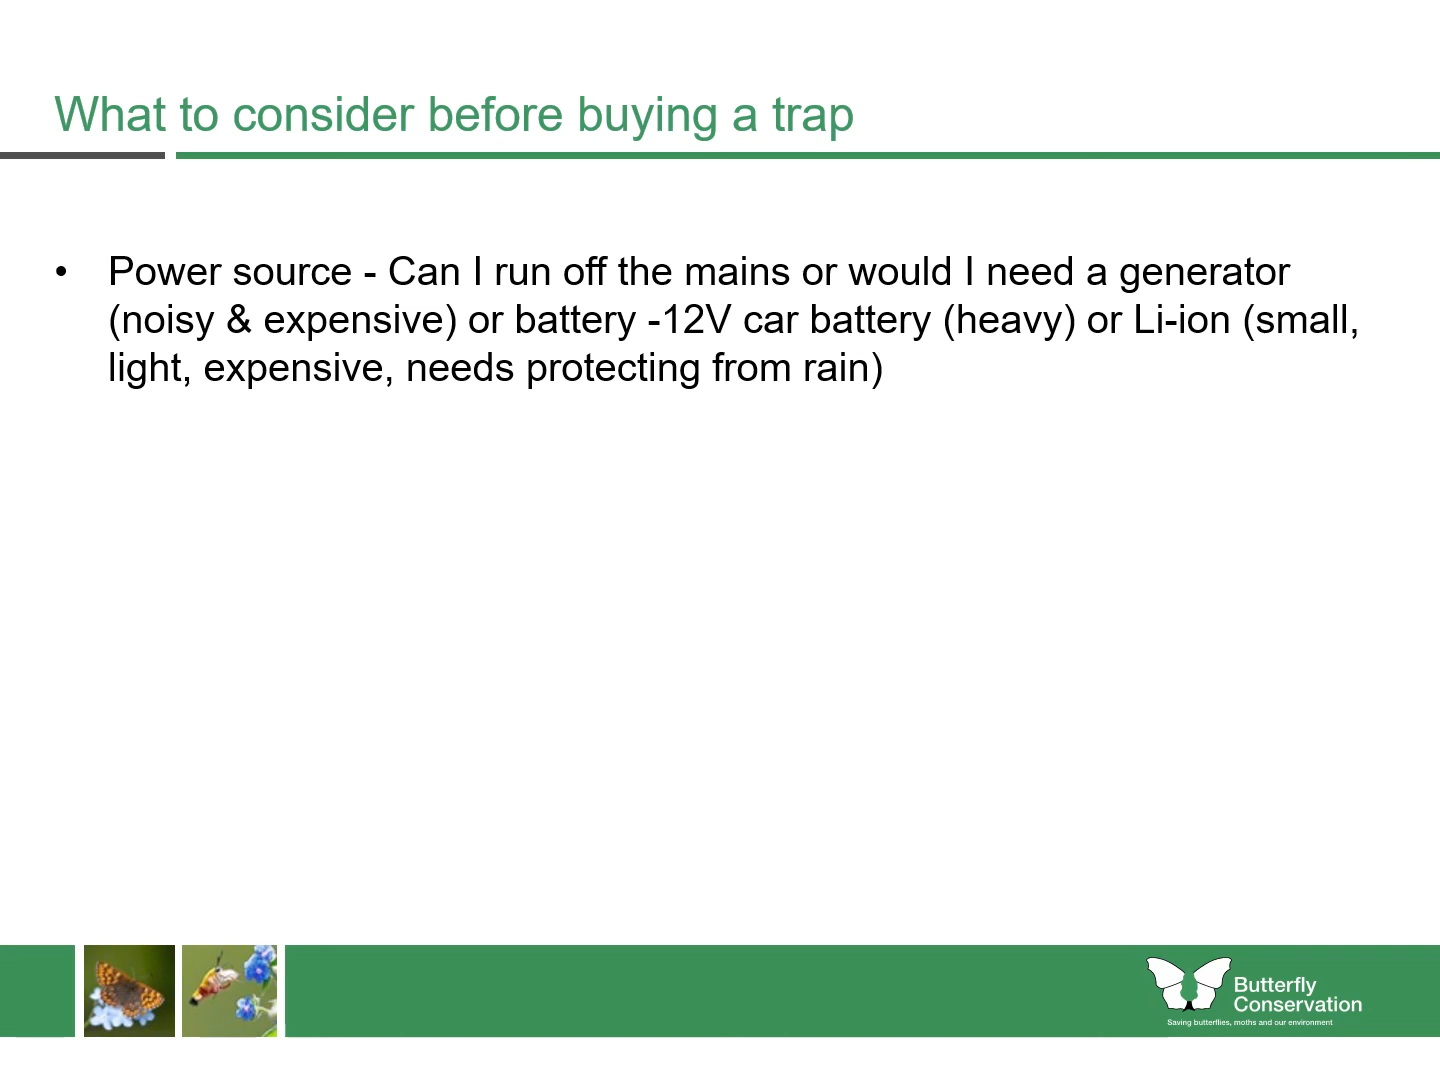 What to consider before buying a trap
• Power source - Can I run off the mains or would I need a generator
(noisy & expensive) or battery -12V car battery (heavy) or Li-ion (small,
light, expensive, needs protecting from rain)
Butterfly
Conservation
Saving butterflies, moths and our environment